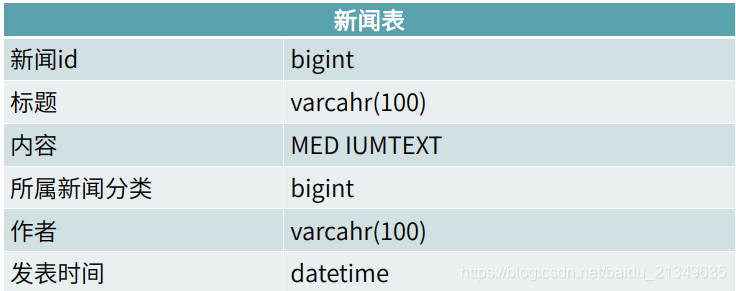 新闻表
新闻id bigint
标题 varcahr(100)
内容 MED IUMTEXT
所属新闻分类 bigint
作者 varcahr(100)
发表时间 datetime
https://blog.csdn.net/baidu_21349635